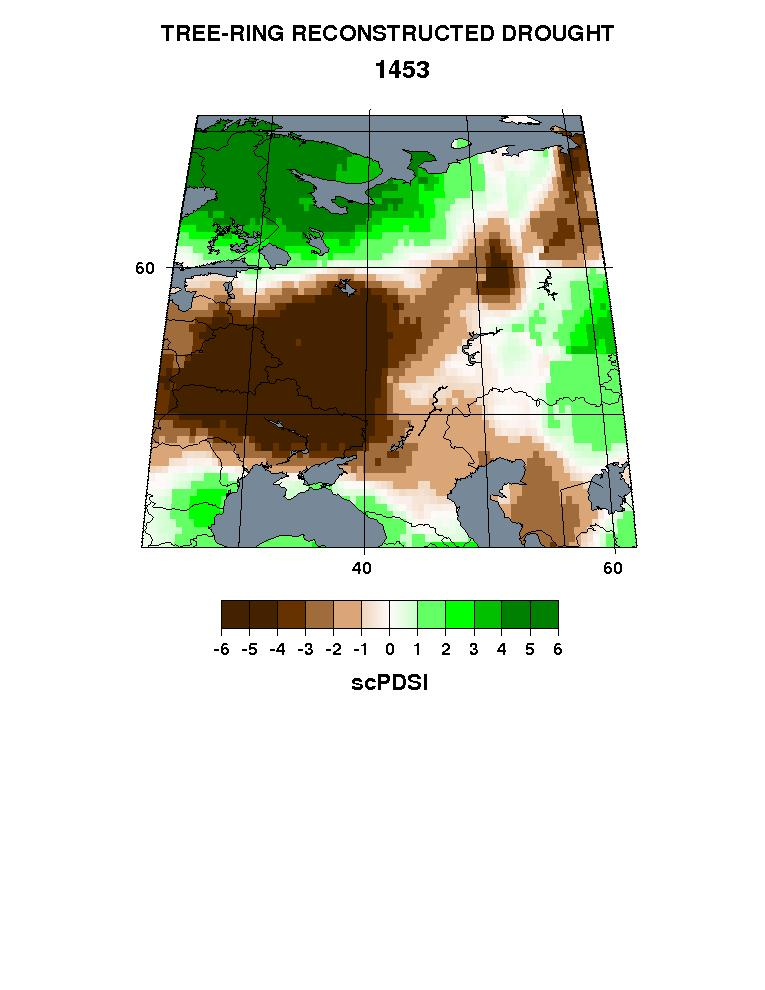 TREE-RING RECONSTRUCTED DROUGHT
1453
60
40 60
-6 -5 -4 -3 -2 -1 0 1 2 3 4 5 6
scPDSI